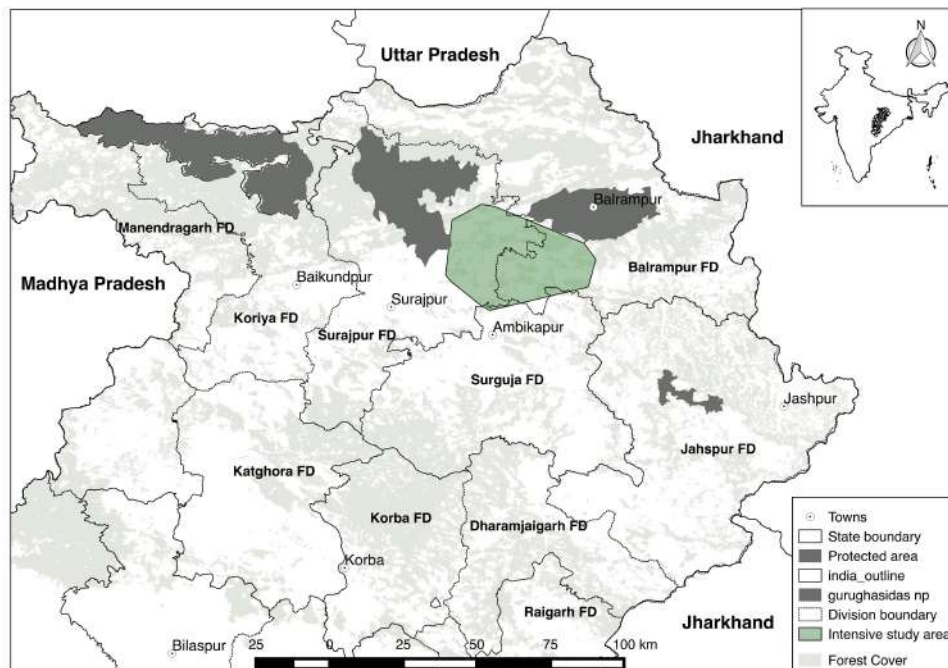 Uttar Pradesh
Jharkhand
Balrampur
Manendragarh FD
Madhya Pradesh
Baikundpur
Balrampur FD
Surajpur
Koriya FD
Surajpur FD
Ambikapur
Surguja FD
Jashpur
Jahspur FD
Katghora FD
Korba FD
Dharamjaigarh FD
Korba
Raigarh FD
Jharkhand
Bilaspur
25 0 25 50 75 100 km
Towns
State boundary
Protected area
india_outline
gurughasidas np
Division boundary
Intensive study area
Forest Cover